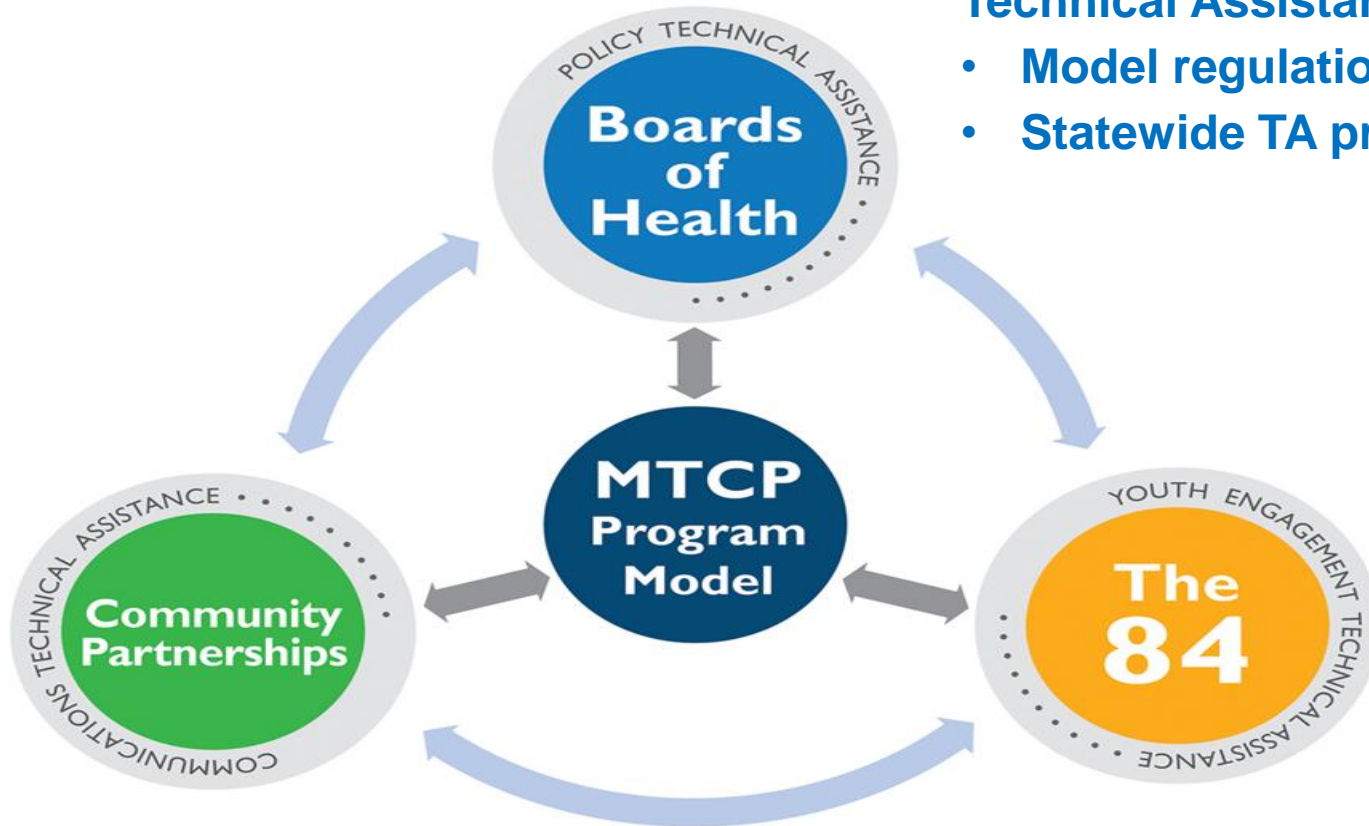 Technical Assistan
• Model regulatio
• Statewide TA pr
POLICY TECHNICAL ASSISTANCE
Boards
of
Health
MTCP
Program
Model
COMMUNICATIONS TECHNICAL ASSISTANCE
Community
Partnerships
YOUTH ENGAGEMENT TECHNICAL ASSISTANCE
The
84